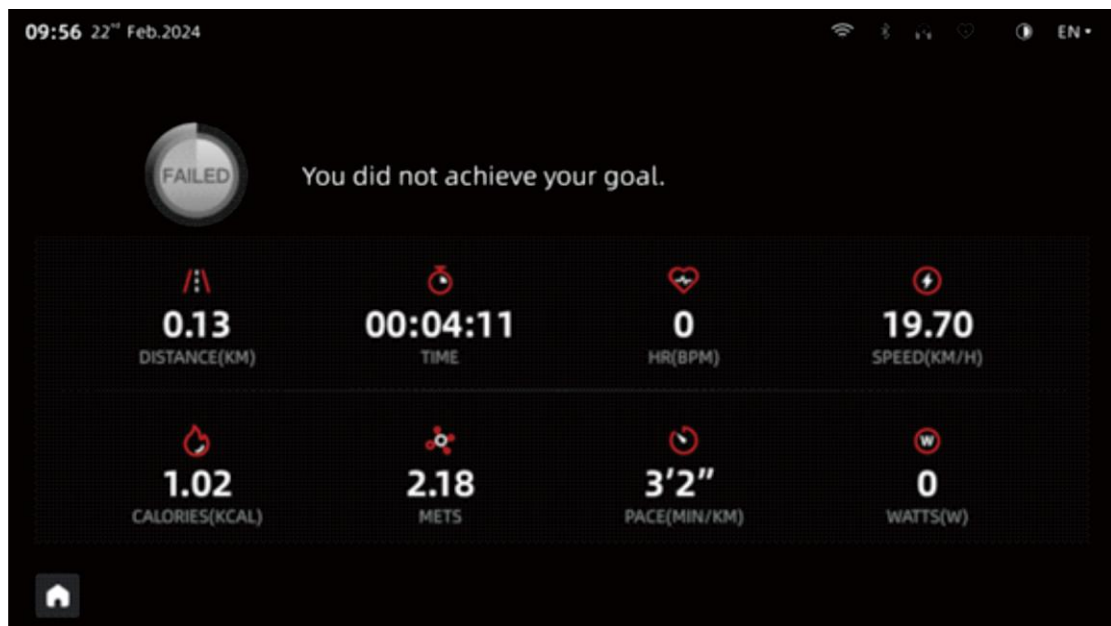 09:56 22ⁿᵈ Feb.2024
EN
FAILED
You did not achieve your goal.
0.13 00:04:11 0 19.70
DISTANCE(KM) TIME HR(BPM) SPEED(KM/H)
W
1.02 2.18 3'2" 0
CALORIES(KCAL) METS PACE(MIN/KM) WATTS(W)